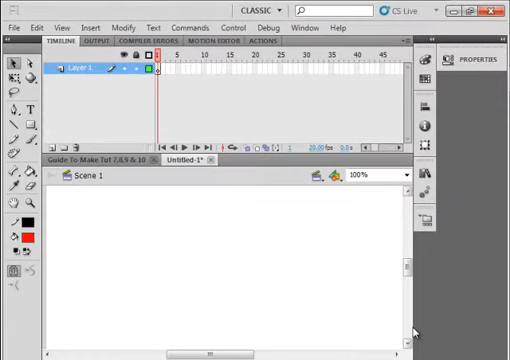 Fl CLASSIC CS Live
File Edit View Insert Modify Text Commands Control Debug Window Help
TIMELINE OUTPUT COMPILER ERRORS MOTION EDITOR ACTIONS
1 5 10 15 20 25 30 35 40 45
Layer 1
1 20.00 fps 0.0 s
Guide To Make Tut 7,8,9 & 10 Untitled-1*
Scene 1 100%
PROPERTIES